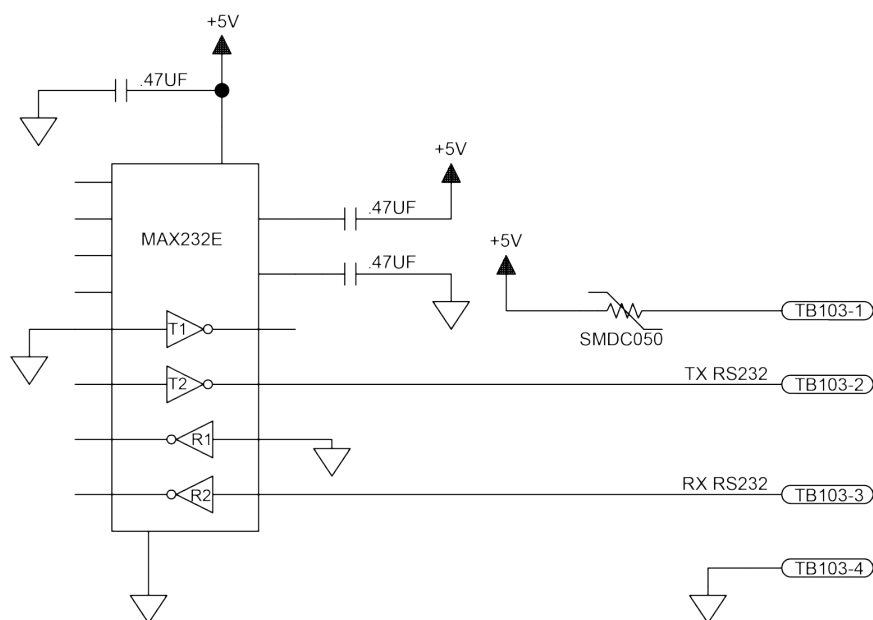 +5V
.47UF
+5V
MAX232E
.47UF
+5V
.47UF
TB103-1
T1
SMDC050
TX RS232
T2
TB103-2
R1
RX RS232
R2
TB103-3
TB103-4